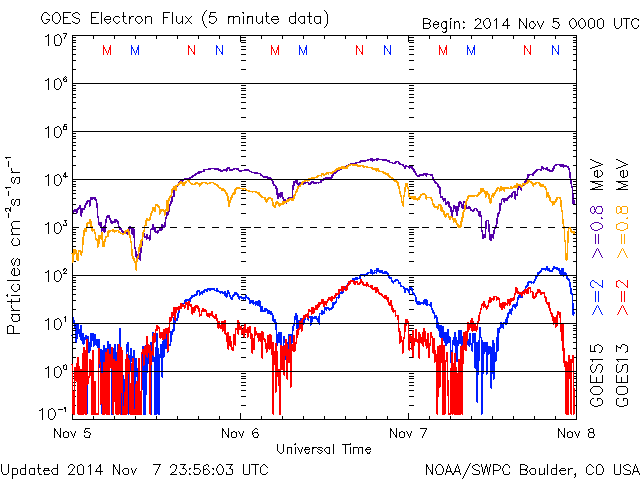 GOES Electron Flux (5 minute data)
Begin: 2014 Nov 5 0000 UTC
M M N N M M N N M M N N
10⁷
10⁶
10⁵
10⁴
10³
10²
10¹
10⁰
10⁻¹
Particles cm⁻²s⁻¹sr⁻¹
Nov 5 Nov 6 Nov 7 Nov 8
Universal Time
GOES15 >=2 >=0.8 MeV
GOES13 >=2 >=0.8 MeV
Updated 2014 Nov 7 23:56:03 UTC
NOAA/SWPC Boulder, CO USA